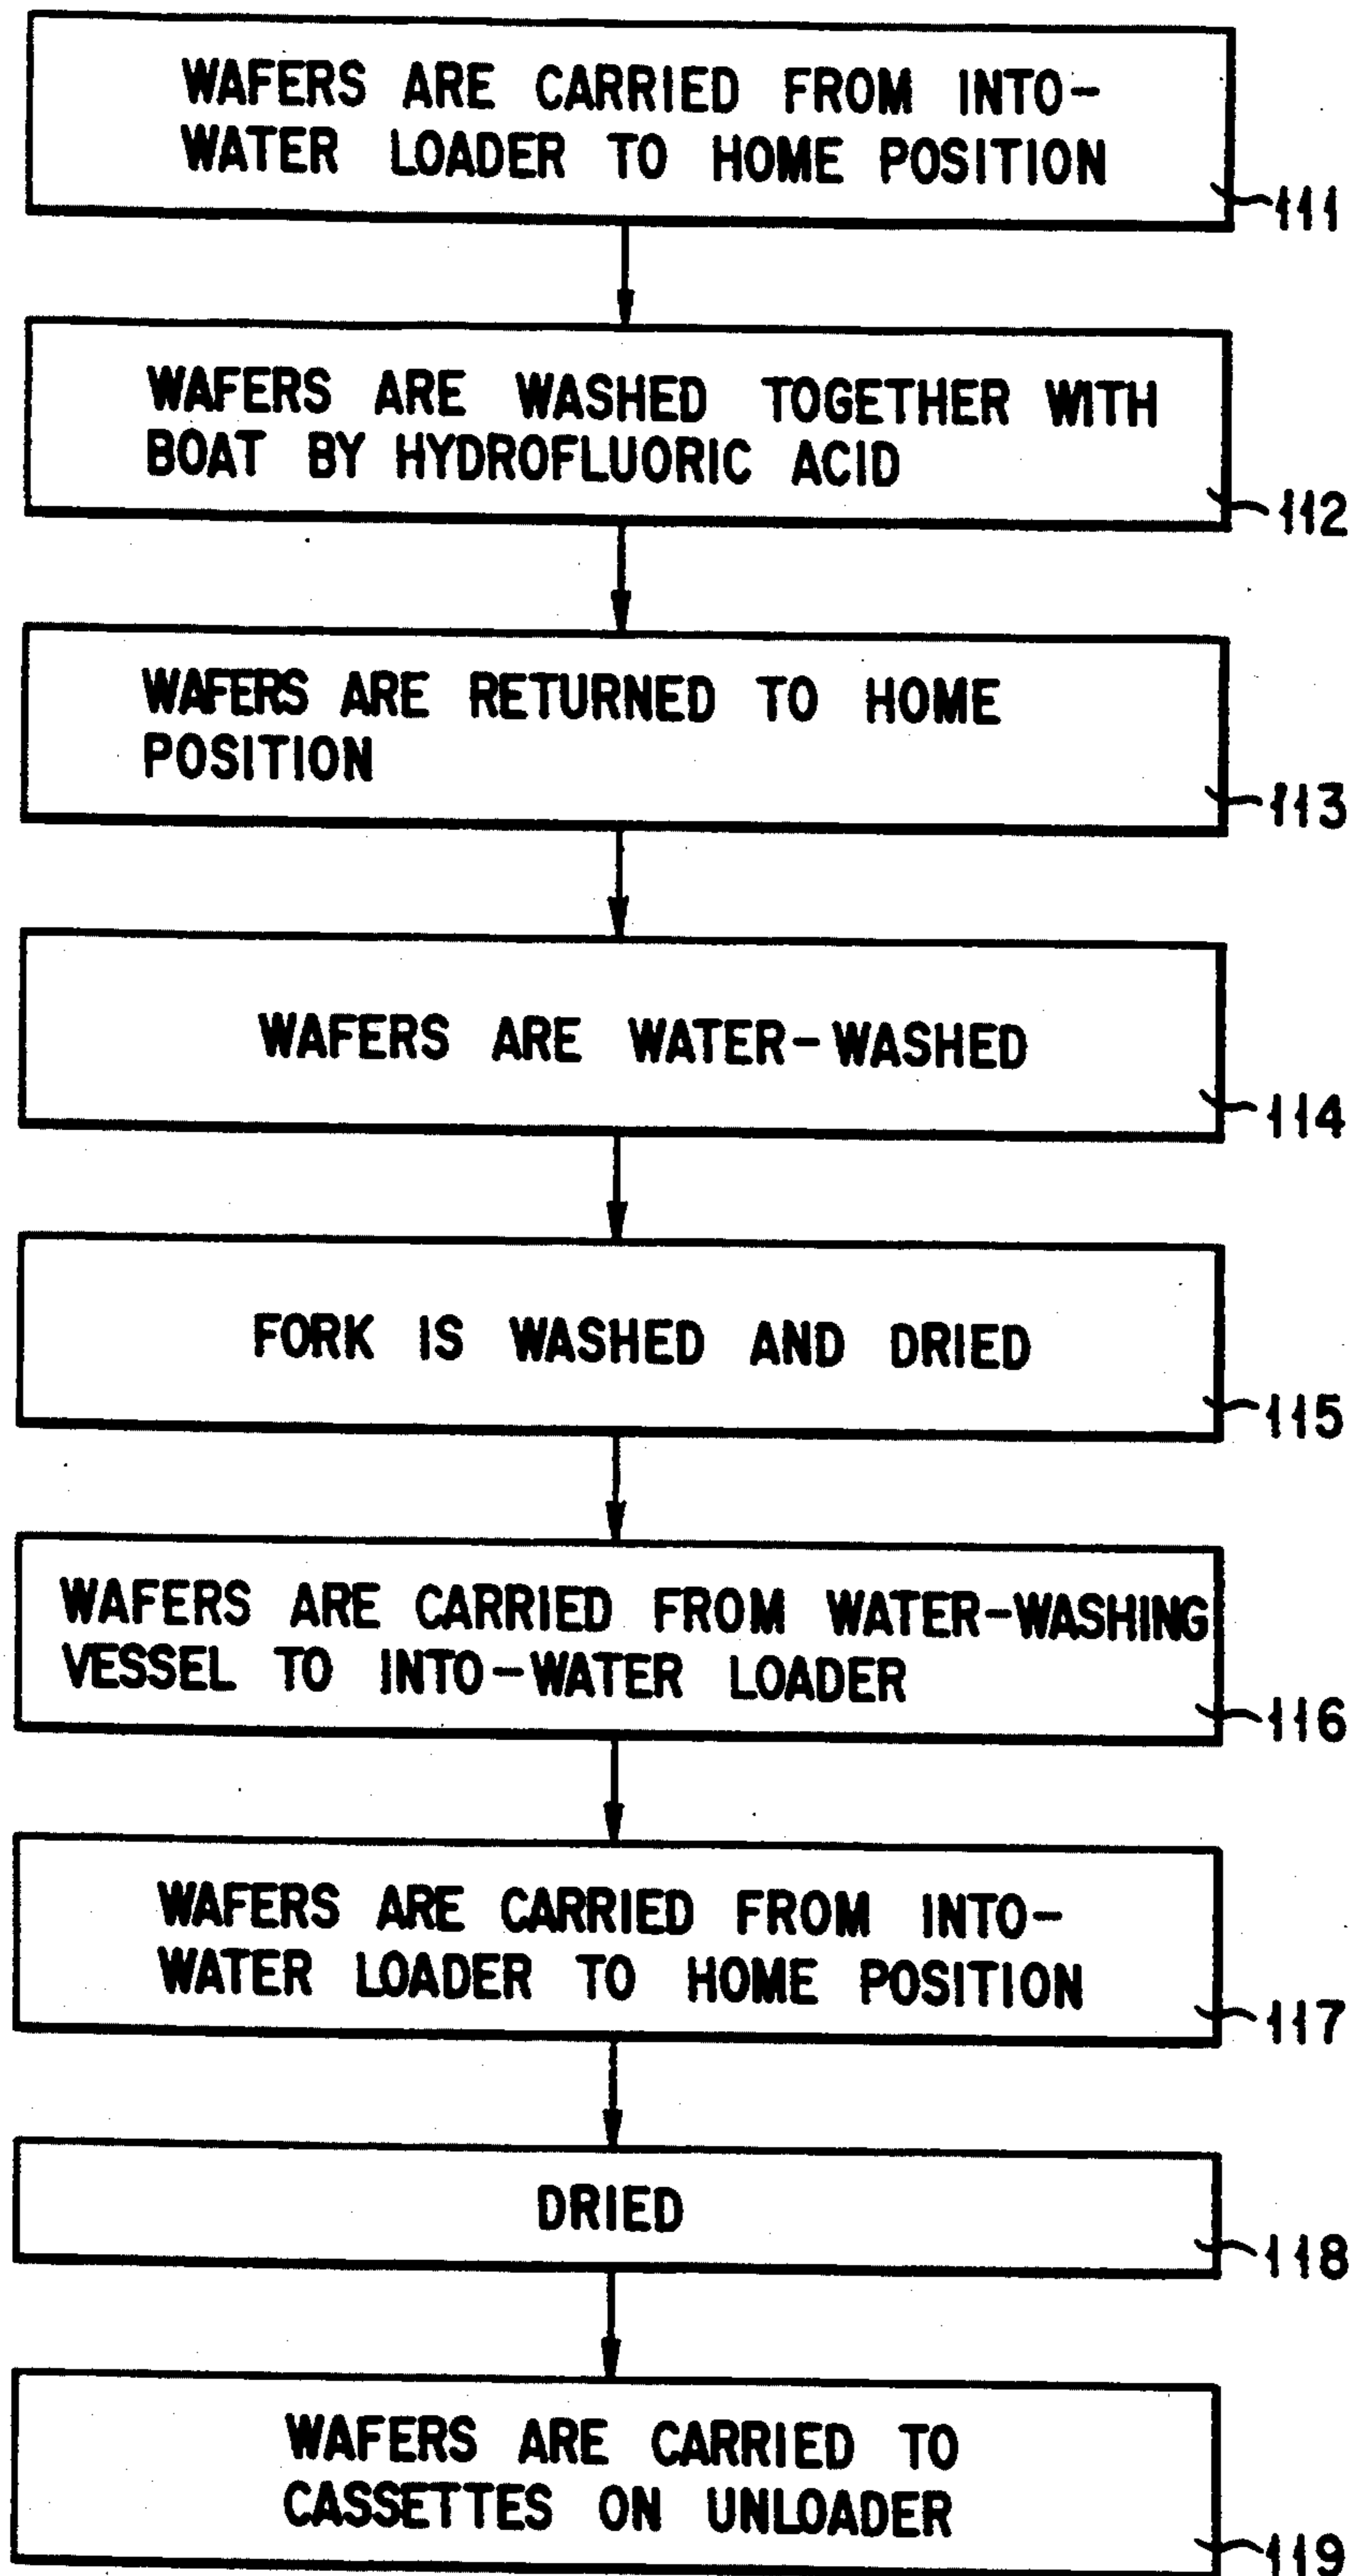 WAFERS ARE CARRIED FROM INTO-
WATER LOADER TO HOME POSITION
111
WAFERS ARE WASHED TOGETHER WITH
BOAT BY HYDROFLUORIC ACID
112
WAFERS ARE RETURNED TO HOME
POSITION
113
WAFERS ARE WATER-WASHED
114
FORK IS WASHED AND DRIED
115
WAFERS ARE CARRIED FROM WATER-WASHING
VESSEL TO INTO-WATER LOADER
116
WAFERS ARE CARRIED FROM INTO-
WATER LOADER TO HOME POSITION
117
DRIED
118
WAFERS ARE CARRIED TO
CASSETTES ON UNLOADER
119